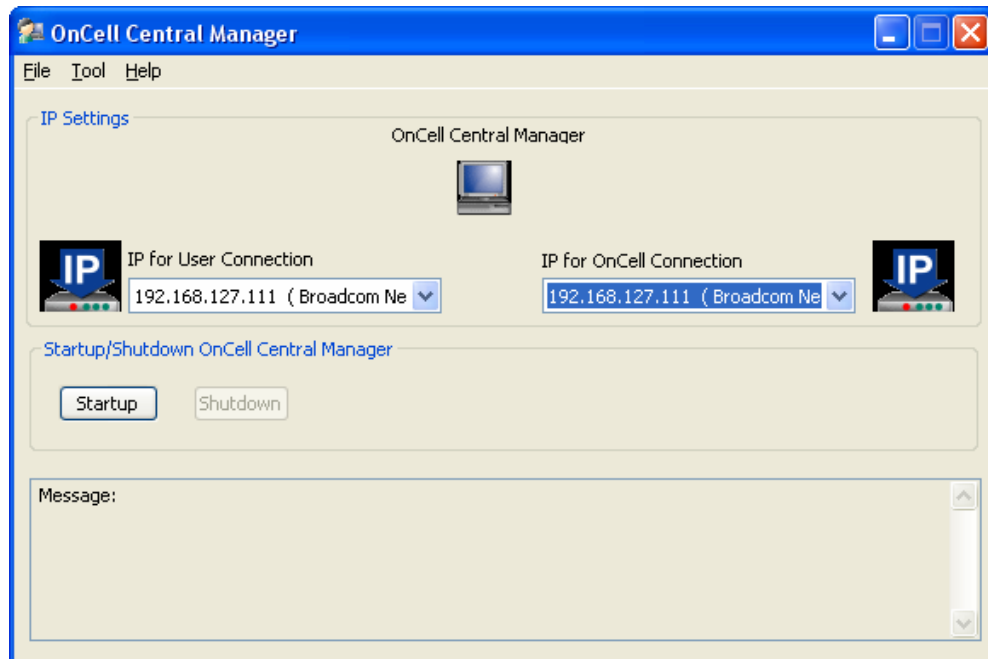 OnCell Central Manager
File Tool Help
IP Settings
OnCell Central Manager
IP IP for User Connection IP for OnCell Connection IP
192.168.127.111 ( Broadcom Ne 192.168.127.111 ( Broadcom Ne
Startup/Shutdown OnCell Central Manager
Startup Shutdown
Message: